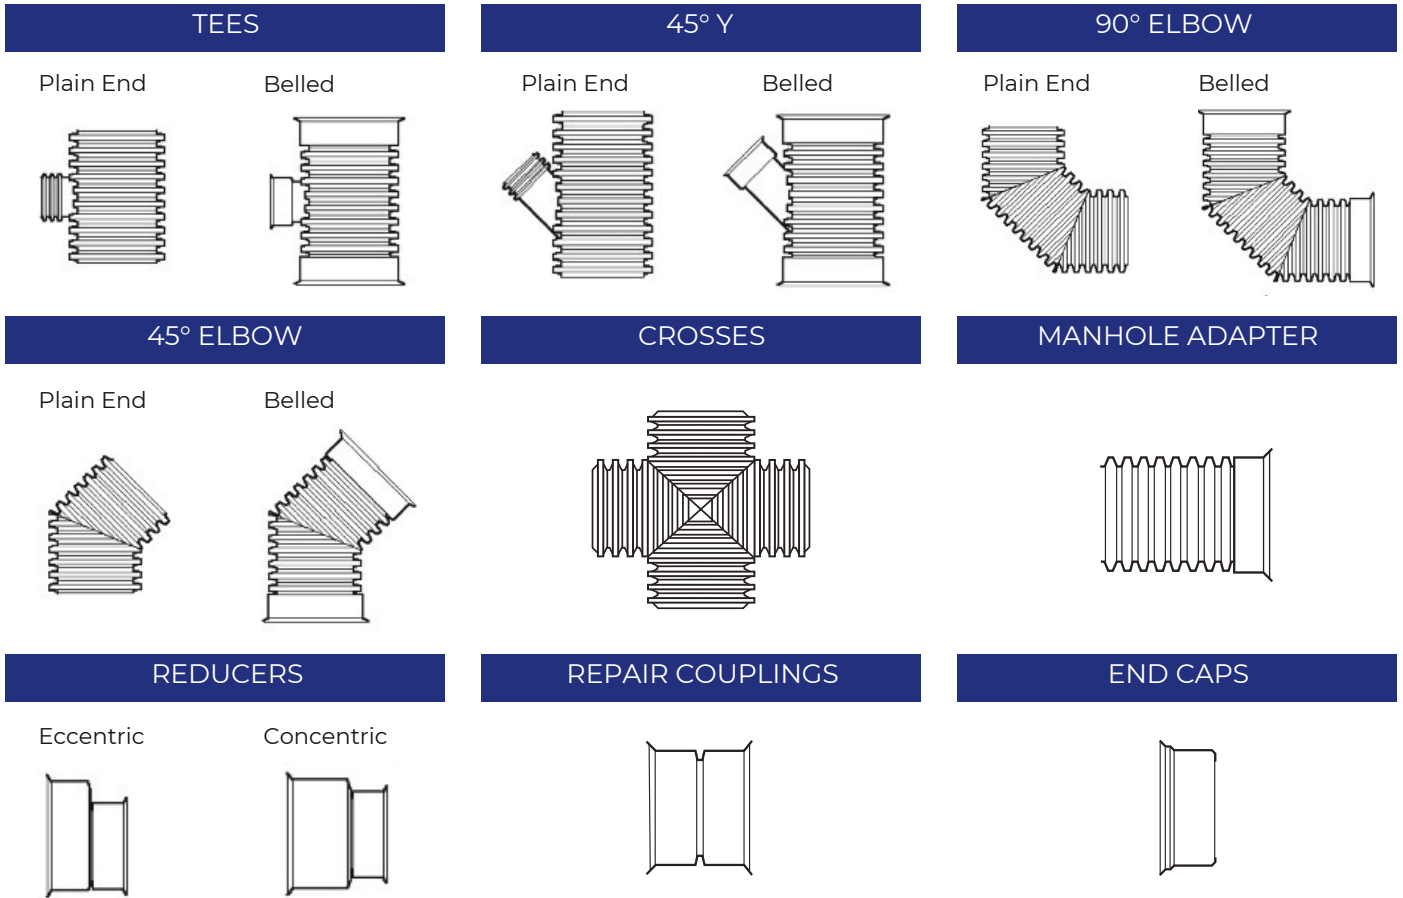 TEES
45° Y
90° ELBOW
Plain End
Belled
Plain End
Belled
Plain End
Belled
45° ELBOW
CROSSES
MANHOLE ADAPTER
Plain End
Belled
REDUCERS
REPAIR COUPLINGS
END CAPS
Eccentric
Concentric